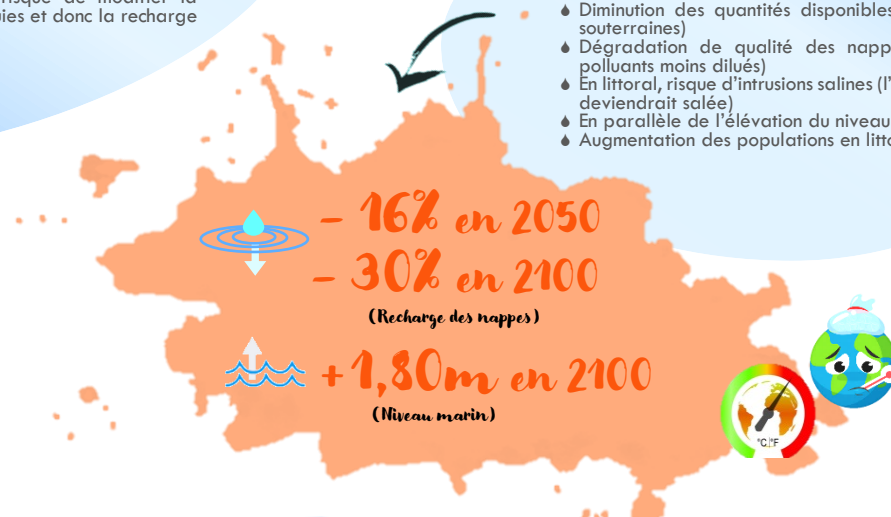 risque de modifier la
uies et donc la recharge
Diminution des quantités disponibles
souterraines)
Dégradation de qualité des napp
polluants moins dilués)
En littoral, risque d'intrusions salines (l'
deviendrait salée)
En parallèle de l'élévation du niveau
Augmentation des populations en litto
- 16% en 2050
- 30% en 2100
(Recharge des nappes)
+1,80m en 2100
(Niveau marin)
°C|°F